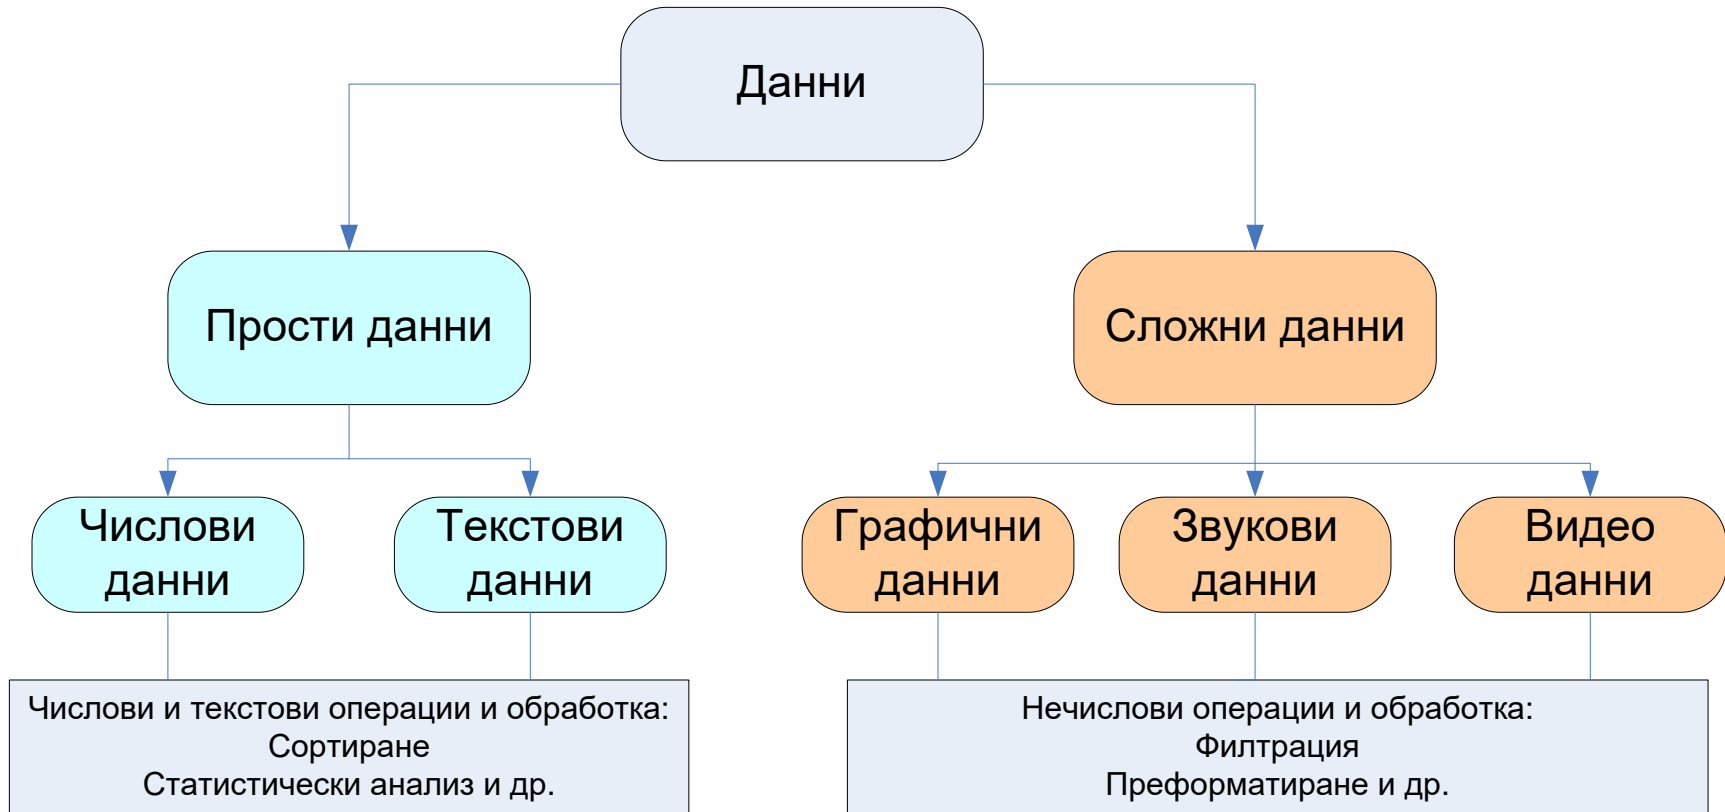 Данни
Прости данни
Сложни данни
Числови
данни
Текстови
данни
Графични
данни
Звукови
данни
Видео
данни
Числови и текстови операции и обработка:
Сортиране
Статистически анализ и др.
Нечислови операции и обработка:
Филтрация
Преформатиране и др.